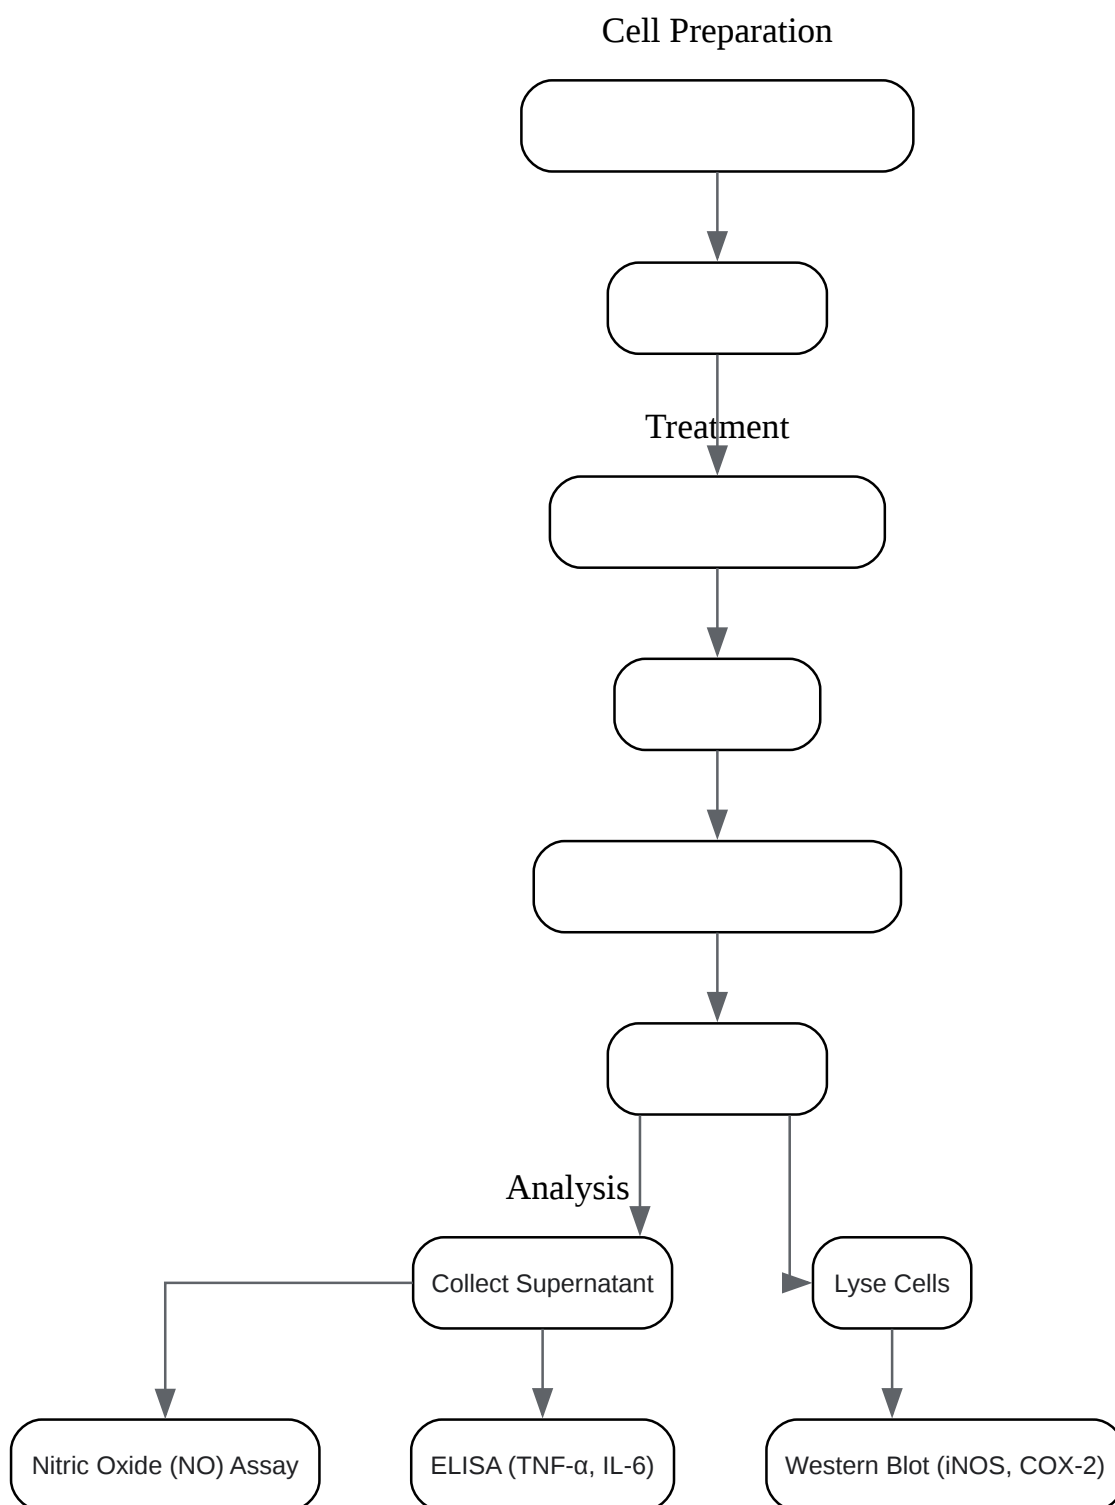 Cell Preparation
Treatment
Analysis
Collect Supernatant
Lyse Cells
Nitric Oxide (NO) Assay
ELISA (TNF-α, IL-6)
Western Blot (iNOS, COX-2)